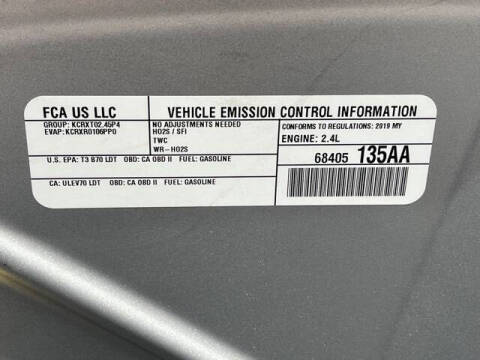 FCA US LLC
GROUP: KCRXT02.45P4
EVAP: KCRXR0106PP0
VEHICLE EMISSION CONTROL INFORMATION
NO ADJUSTMENTS NEEDED
HO2S / SFI
TWC
WR-HO2S
CONFORMS TO REGULATIONS: 2019 MY
ENGINE: 2.4L
U.S. EPA: T3 B70 LDT OBD: CA OBD II FUEL: GASOLINE
CA: ULEV70 LDT OBD: CA OBD II FUEL: GASOLINE
68405 135AA